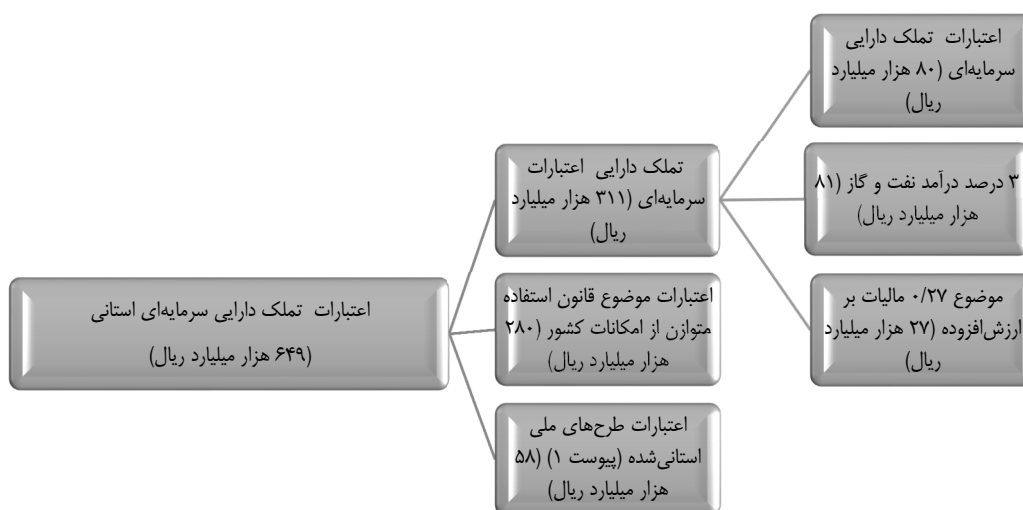 اعتبارات تملک دارایی
سرمایه‌ای (۸۰ هزار میلیارد
ریال)
تملک دارایی اعتبارات
سرمایه‌ای (۳۱۱ هزار میلیارد
ریال)
۳ درصد درآمد نفت و گاز (۸۱
هزار میلیارد ریال)
اعتبارات تملک دارایی سرمایه‌ای استانی
(۶۴۹ هزار میلیارد ریال)
اعتبارات موضوع قانون استفاده
متوازن از امکانات کشور (۲۸۰
هزار میلیارد ریال)
موضوع ۰/۲۷ مالیات بر
ارزش‌افزوده (۲۷ هزار میلیارد
ریال)
اعتبارات طرح‌های ملی
استانی‌شده (پیوست ۱) (۵۸
هزار میلیارد ریال)